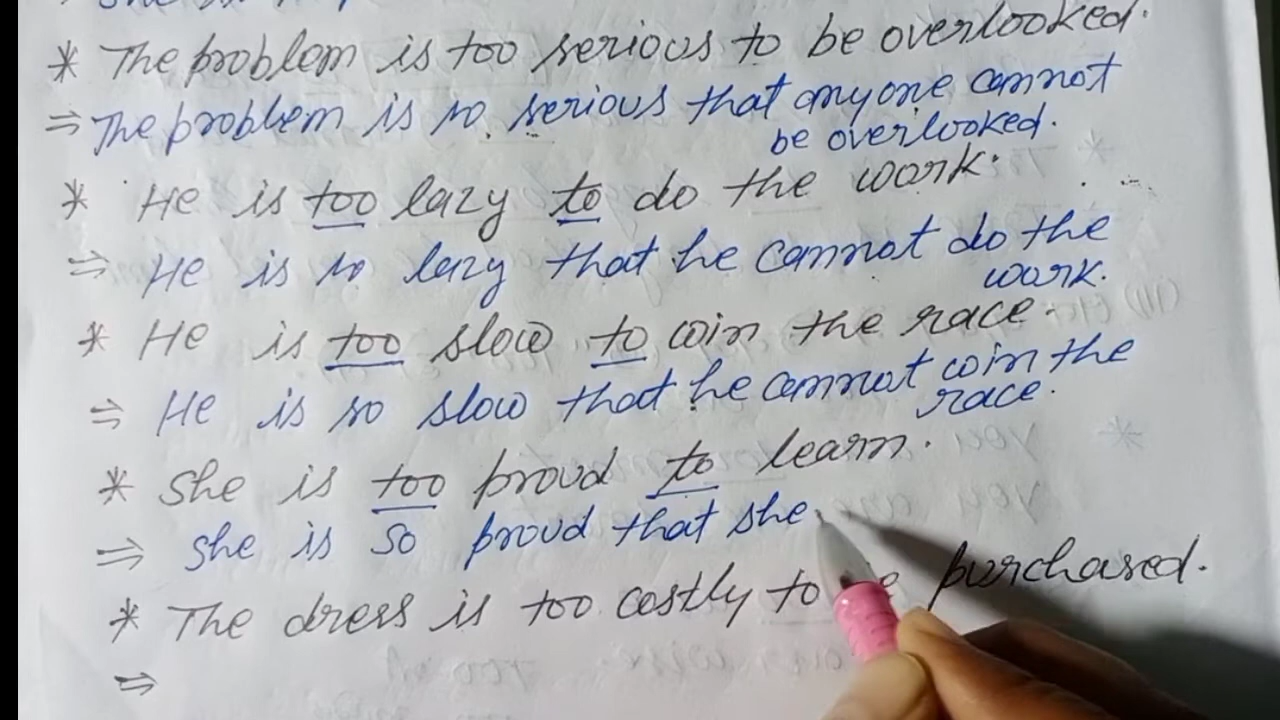 * The problem is too serious to be overlooked.
⇒ The problem is so serious that anyone cannot
be overlooked.
* He is too lazy to do the work.
⇒ He is so lazy that he cannot do the
work.
* He is too slow to win the race.
⇒ He is so slow that he cannot win the
race.
* She is too proud to learn.
⇒ she is so proud that she
* The dress is too costly to purchased.
⇒